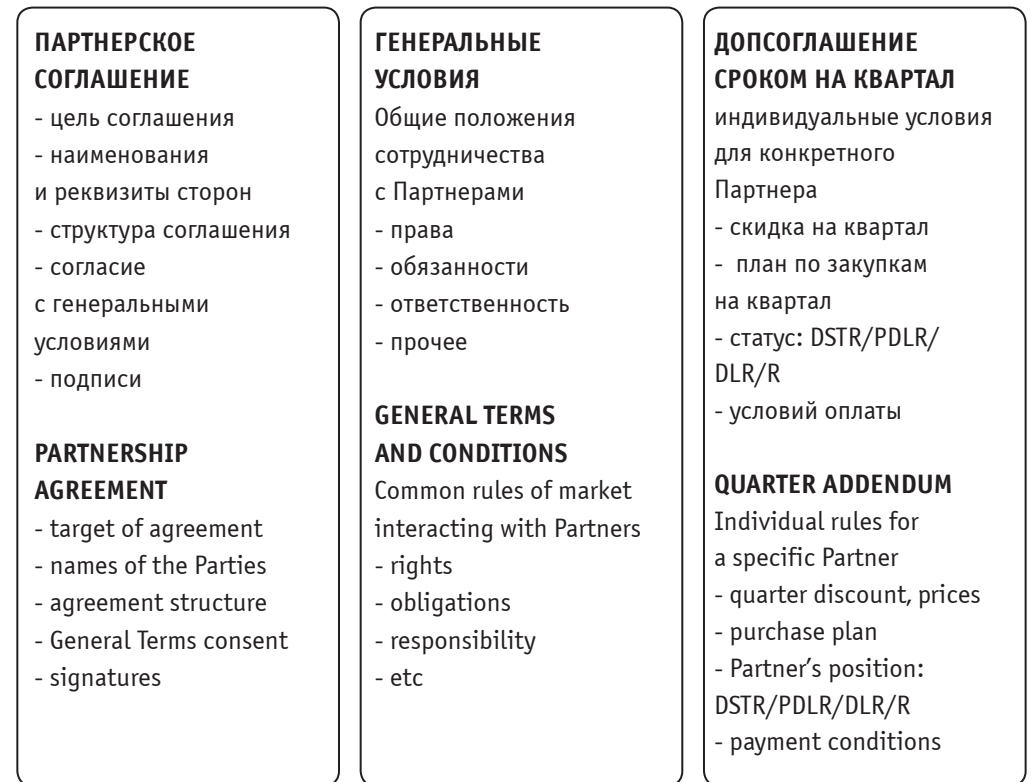 ПАРТНЕРСКОЕ
СОГЛАШЕНИЕ
- цель соглашения
- наименования
и реквизиты сторон
- структура соглашения
- согласие
с генеральными
условиями
- подписи
PARTNERSHIP
AGREEMENT
- target of agreement
- names of the Parties
- agreement structure
- General Terms consent
- signatures
ГЕНЕРАЛЬНЫЕ
УСЛОВИЯ
Общие положения
сотрудничества
с Партнерами
- права
- обязанности
- ответственность
- прочее
GENERAL TERMS
AND CONDITIONS
Common rules of market
interacting with Partners
- rights
- obligations
- responsibility
- etc
ДОПСОГЛАШЕНИЕ
СРОКОМ НА КВАРТАЛ
индивидуальные условия
для конкретного
Партнера
- скидка на квартал
-  план по закупкам
на квартал
- статус: DSTR/PDLR/
DLR/R
- условий оплаты
QUARTER ADDENDUM
Individual rules for
a specific Partner
- quarter discount, prices
- purchase plan
- Partner’s position:
DSTR/PDLR/DLR/R
- payment conditions